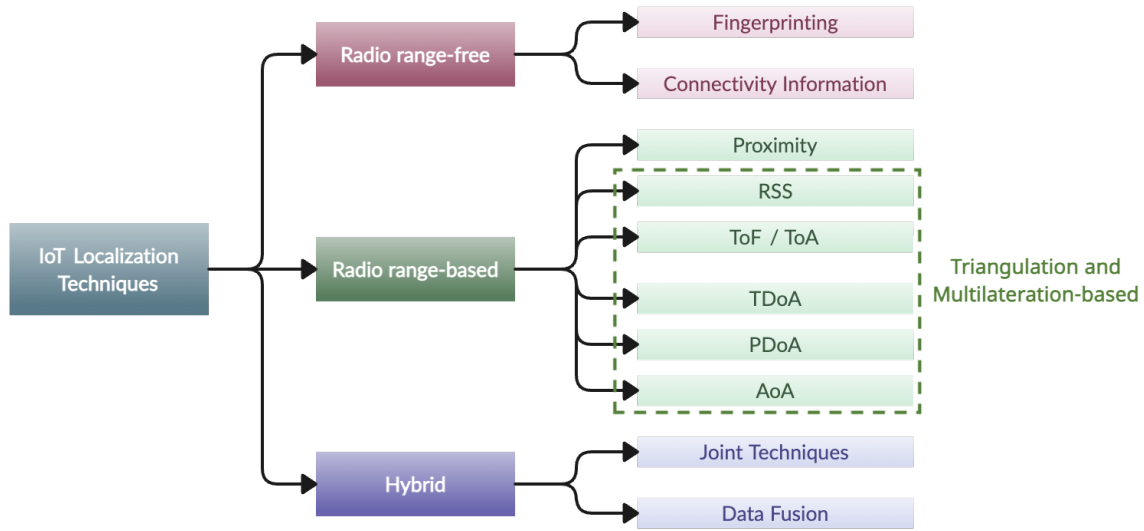 IoT Localization
Techniques
Radio range-free
Fingerprinting
Connectivity Information
Radio range-based
Proximity
RSS
ToF / ToA
TDoA
PDoA
AoA
Triangulation and
Multilateration-based
Hybrid
Joint Techniques
Data Fusion